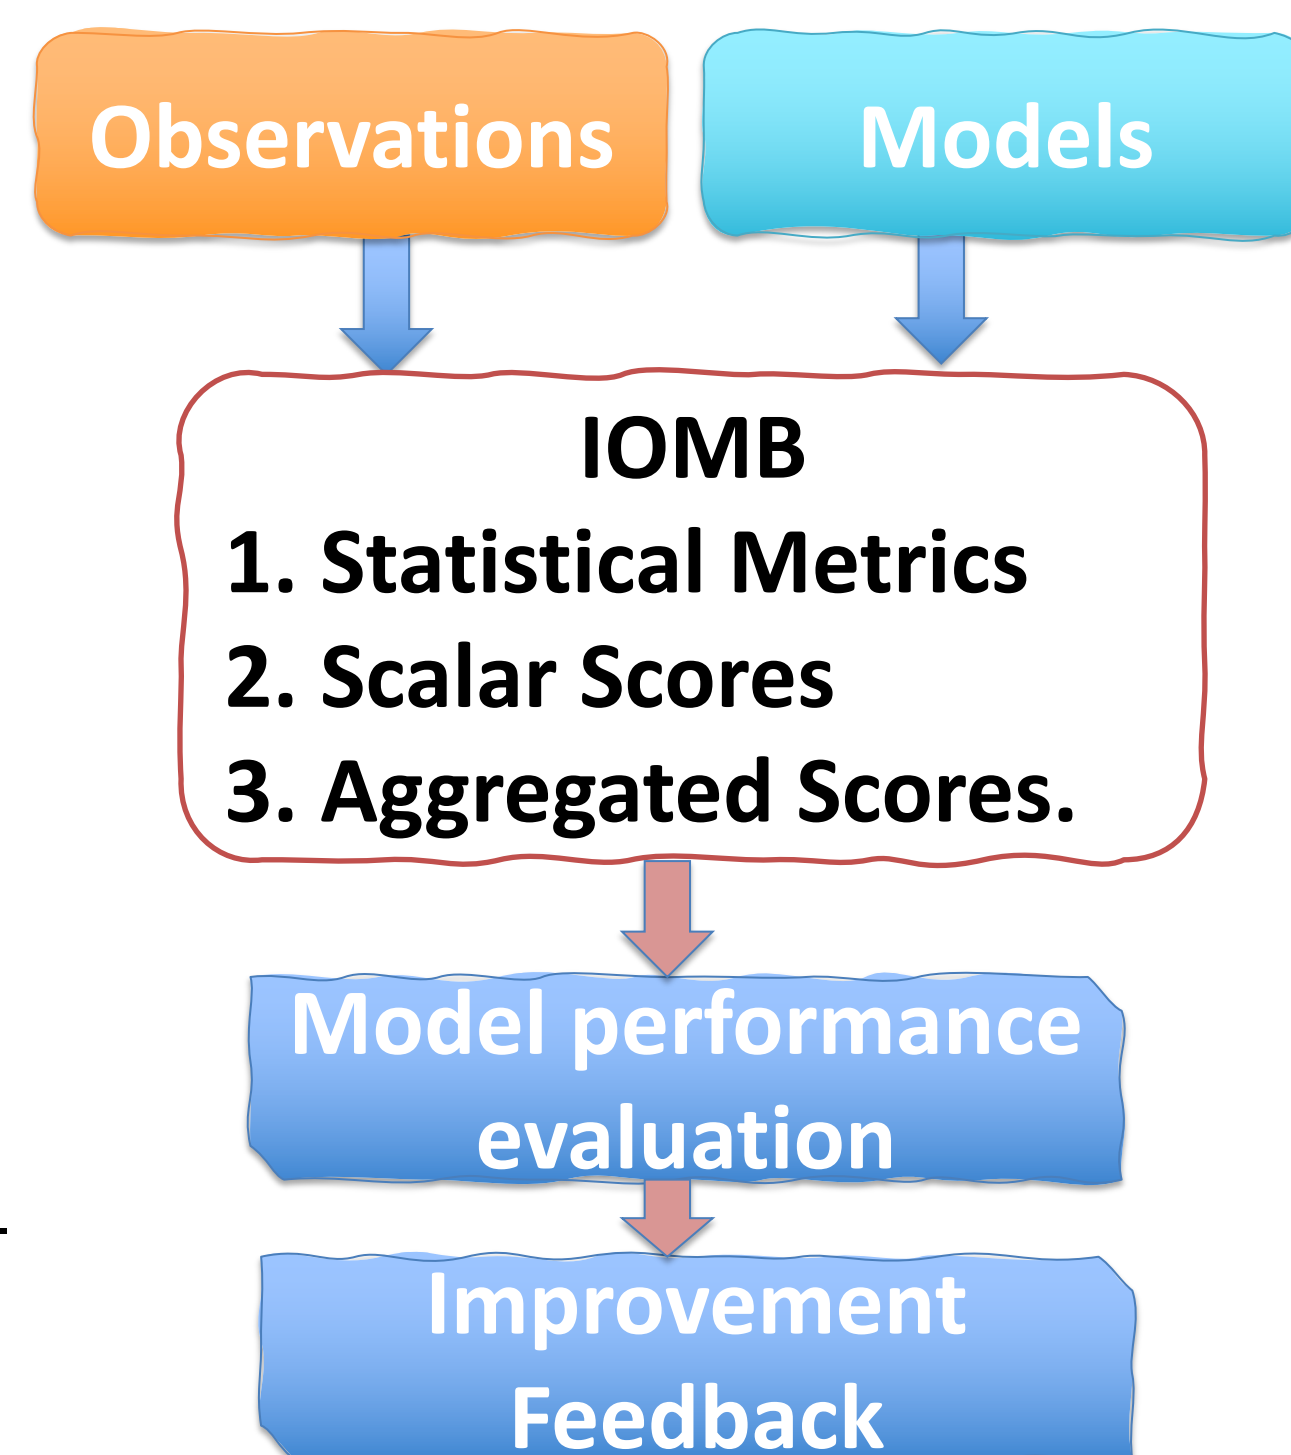 Observations
Models
IOMB
1. Statistical Metrics
2. Scalar Scores
3. Aggregated Scores.
Model performance
evaluation
Improvement
Feedback